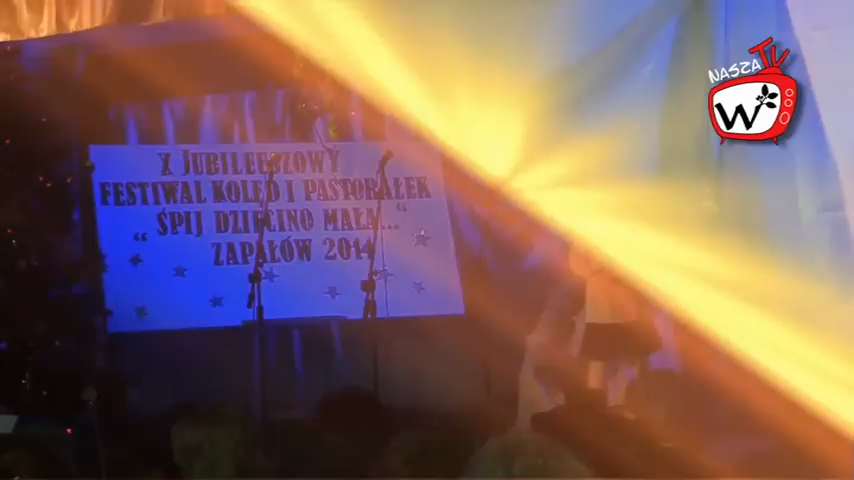 NASZA TV
W
X JUBILEUSZOWY
FESTIWAL KOLĘD I PASTORAŁEK
"ŚPIJ DZIECINO MAŁA..."
ZAPAŁÓW 2014